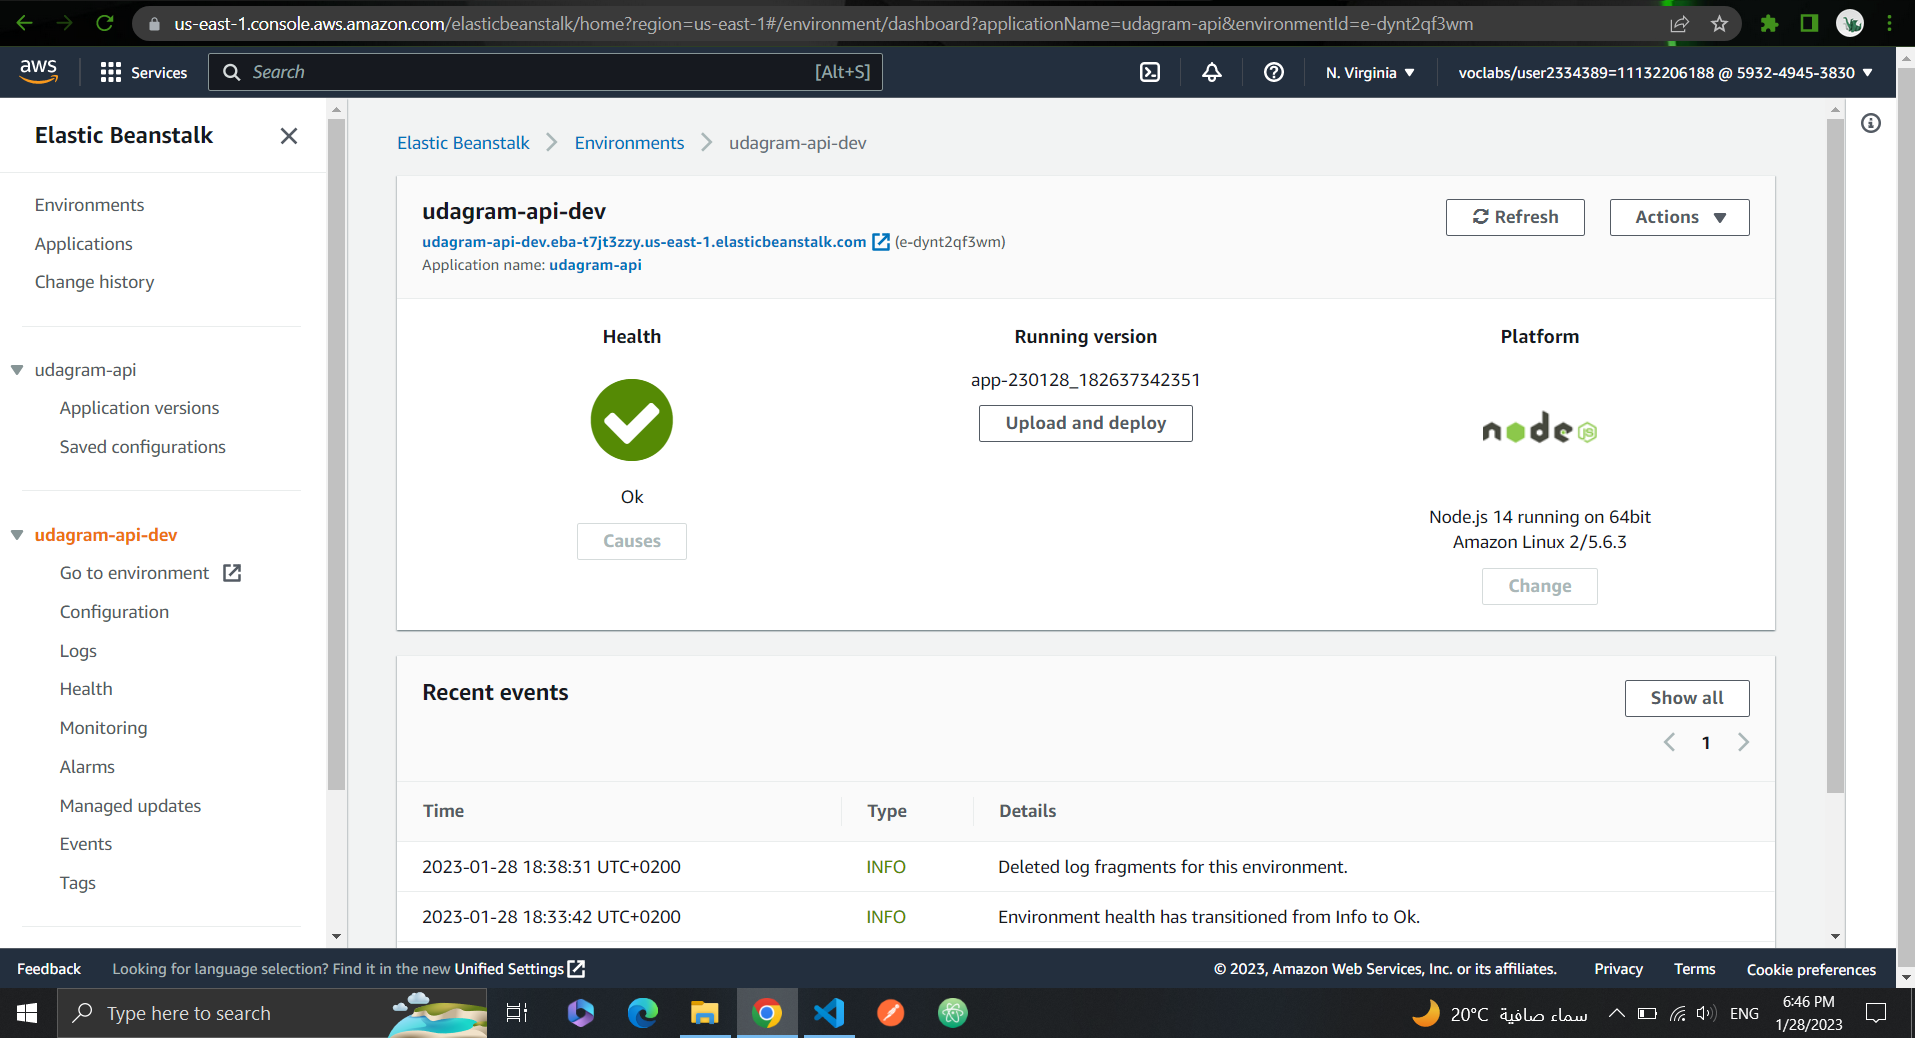 us-east-1.console.aws.amazon.com/elasticbeanstalk/home?region=us-east-1#/environment/dashboard?applicationName=udagram-api&environmentId=e-dynt2qf3wm
aws
Services
Search
[Alt+S]
N. Virginia
voclabs/user2334389=11132206188 @ 5932-4945-3830
Elastic Beanstalk
Environments
Applications
Change history
udagram-api
Application versions
Saved configurations
udagram-api-dev
Go to environment
Configuration
Logs
Health
Monitoring
Alarms
Managed updates
Events
Tags
Elastic Beanstalk
Environments
udagram-api-dev
udagram-api-dev
udagram-api-dev.eba-t7jt3zzy.us-east-1.elasticbeanstalk.com (e-dynt2qf3wm)
Application name: udagram-api
Refresh
Actions
Health
Ok
Causes
Running version
app-230128_182637342351
Upload and deploy
Platform
node JS
Node.js 14 running on 64bit
Amazon Linux 2/5.6.3
Change
Recent events
Show all
1
Time Type Details
2023-01-28 18:38:31 UTC+0200 INFO Deleted log fragments for this environment.
2023-01-28 18:33:42 UTC+0200 INFO Environment health has transitioned from Info to Ok.
Feedback
Looking for language selection? Find it in the new Unified Settings
© 2023, Amazon Web Services, Inc. or its affiliates.
Privacy
Terms
Cookie preferences
Type here to search
20°C سماء صافية
ENG
6:46 PM
1/28/2023